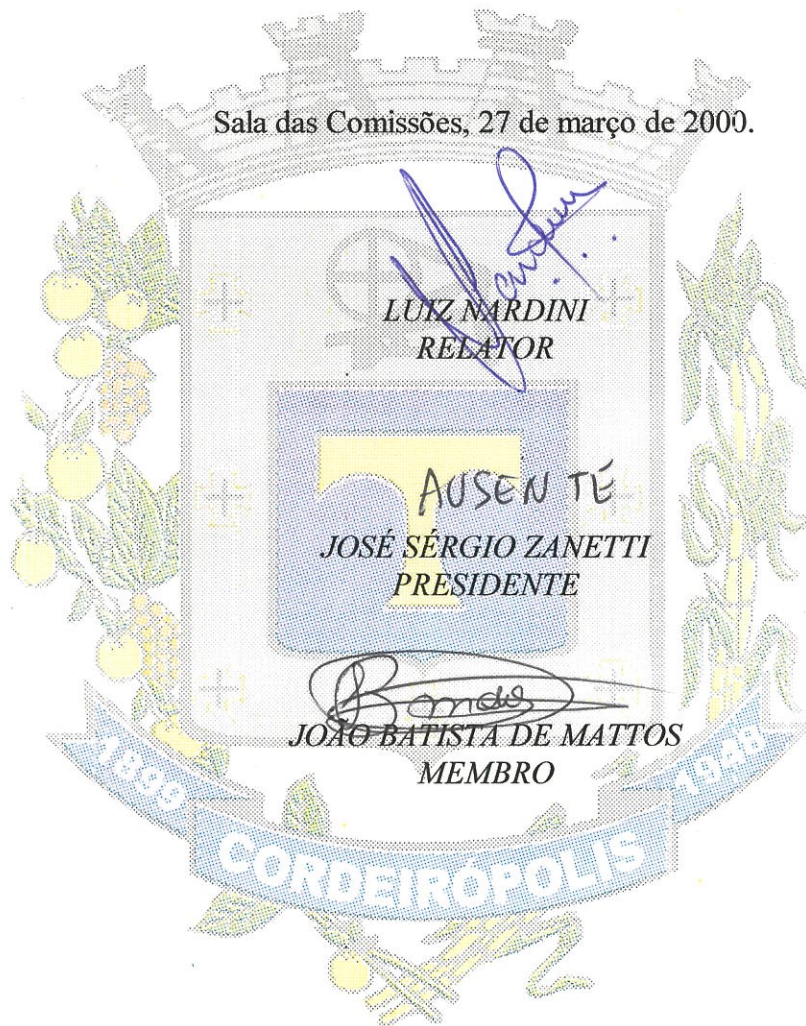 Sala das Comissões, 27 de março de 2000.
LUIZ NARDINI
RELATOR
AUSENTE
JOSÉ SÉRGIO ZANETTI
PRESIDENTE
JOÃO BATISTA DE MATTOS
MEMBRO
1899
1948
CORDEIRÓPOLIS